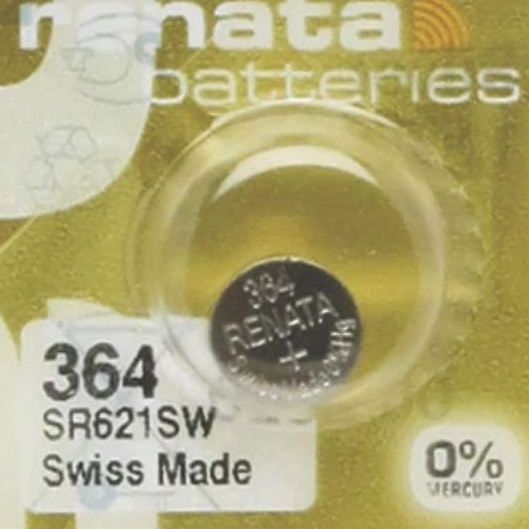 renata
batteries
364
RENATA
+
364
SR621SW
Swiss Made
0%
MERCURY